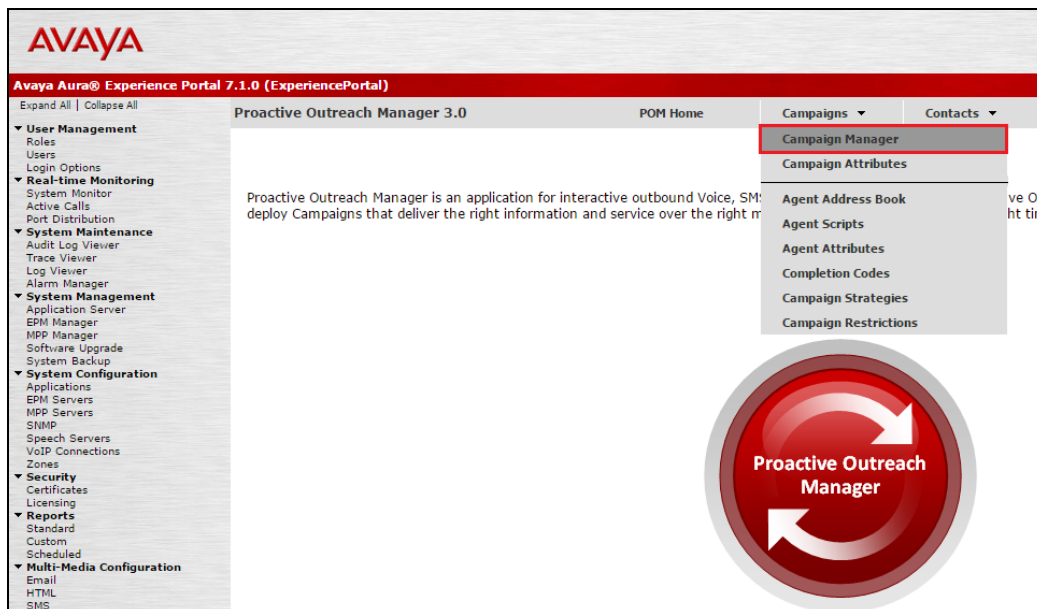 AVAYA
Avaya Aura® Experience Portal 7.1.0 (ExperiencePortal)
Expand All | Collapse All
▼ User Management
Roles
Users
Login Options
▼ Real-time Monitoring
System Monitor
Active Calls
Port Distribution
▼ System Maintenance
Audit Log Viewer
Trace Viewer
Log Viewer
Alarm Manager
▼ System Management
Application Server
EPM Manager
MPP Manager
Software Upgrade
System Backup
▼ System Configuration
Applications
EPM Servers
MPP Servers
SNMP
Speech Servers
VoIP Connections
Zones
▼ Security
Certificates
Licensing
▼ Reports
Standard
Custom
Scheduled
▼ Multi-Media Configuration
Email
HTML
SMS
Proactive Outreach Manager 3.0 POM Home Campaigns ▼ Contacts ▼
Campaign Manager
Campaign Attributes
Agent Address Book
Agent Scripts
Agent Attributes
Completion Codes
Campaign Strategies
Campaign Restrictions
Proactive Outreach Manager is an application for interactive outbound Voice, SM
deploy Campaigns that deliver the right information and service over the right
Proactive Outreach
Manager